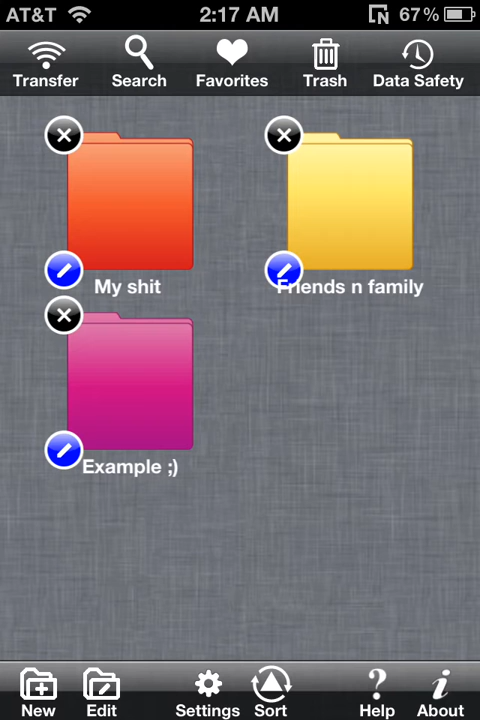 AT&T 2:17 AM 67%
Transfer Search Favorites Trash Data Safety
My shit Friends n family
Example ;)
New Edit Settings Sort Help About